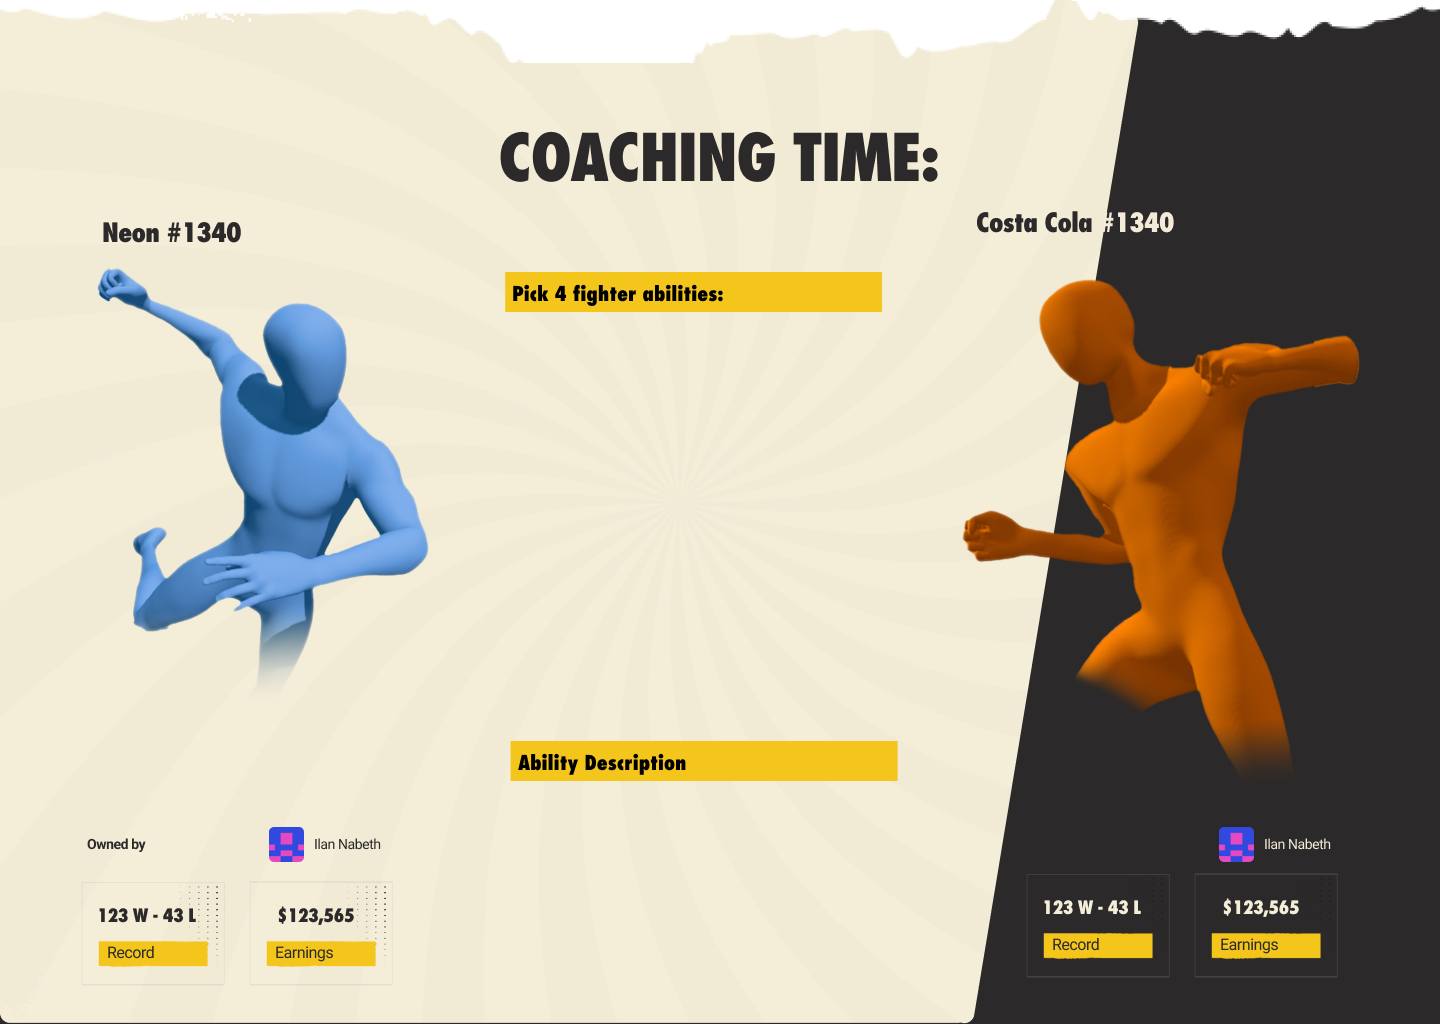 COACHING TIME:
Neon #1340
Costa Cola #1340
Pick 4 fighter abilities:
Ability Description
Owned by
Ilan Nabeth
123 W - 43 L
$123,565
Record
Earnings
Ilan Nabeth
123 W - 43 L
$123,565
Record
Earnings